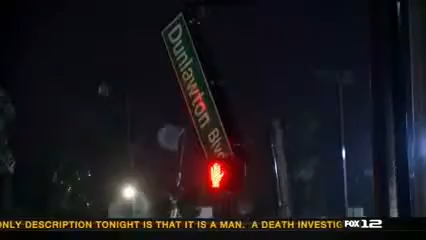 Dunlawton Blvd
ONLY DESCRIPTION TONIGHT IS THAT IT IS A MAN. A DEATH INVESTIG
FOX 12